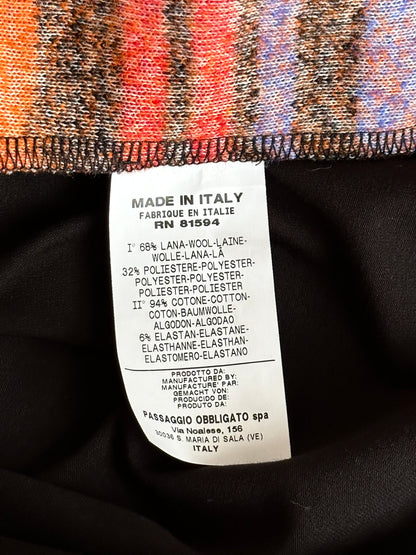 MADE IN ITALY
FABRIQUE EN ITALIE
RN 81594
I° 68% LANA-WOOL-LAINE-
WOLLE-LANA-LÃ
32% POLIESTERE-POLYESTER-
POLYESTER-POLYESTER-
POLIESTER-POLIESTER
II° 94% COTONE-COTTON-
COTON-BAUMWOLLE-
ALGODON-ALGODAO
6% ELASTAN-ELASTANE-
ELASTHANNE-ELASTHAN-
ELASTOMERO-ELASTANO
PRODOTTO DA:
MANUFACTURED BY:
MANUFACTURE' PAR:
GEMACHT VON:
PRODUCIDO DE:
PRODUTO DA:
PASSAGGIO OBBLIGATO spa
Via Noalese, 156
30036 S. MARIA DI SALA (VE)
ITALY